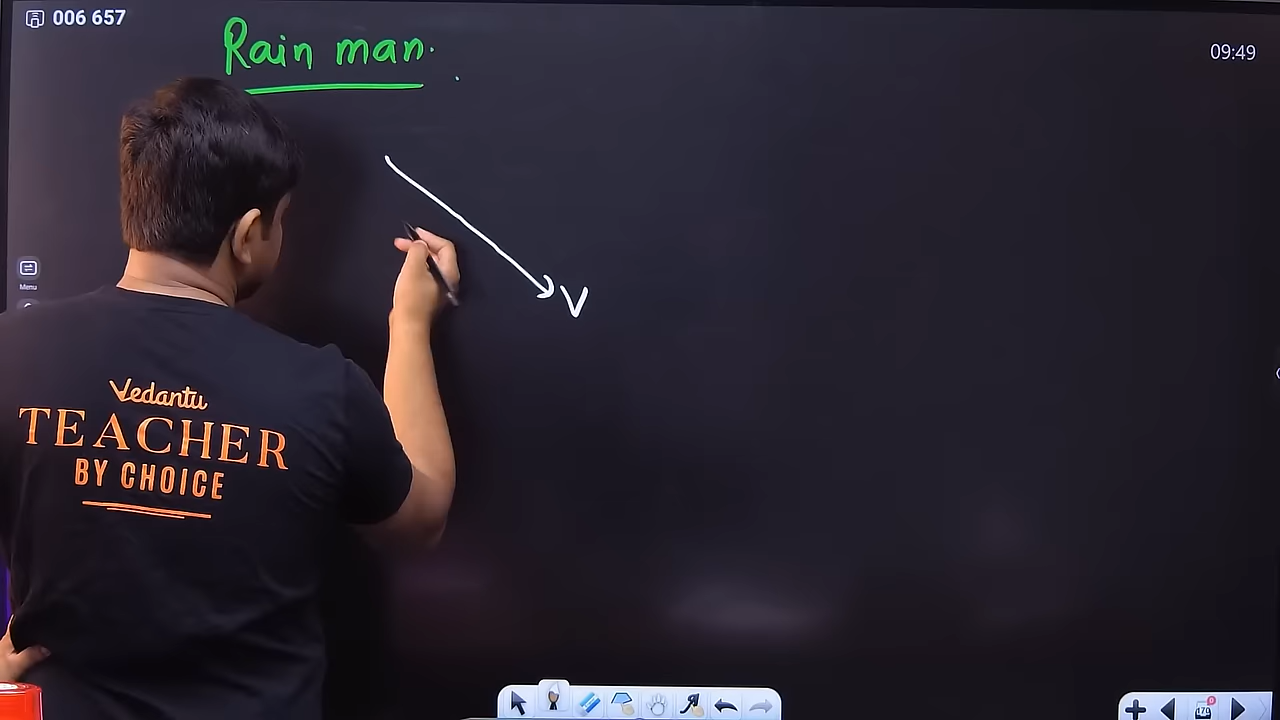 006 657
Rain man.
09:49
V
Menu
Vedantu
TEACHER
BY CHOICE